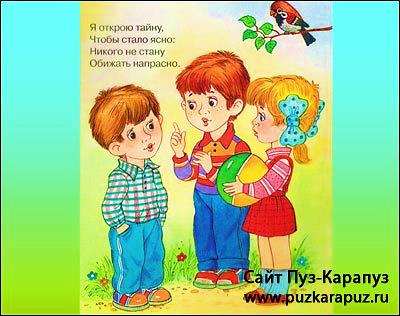 Я открою тайну,
Чтобы стало ясно:
Никого не стану
Обижать напрасно.
Сайт Пуз-Карапуз
www.puzkarapuz.ru